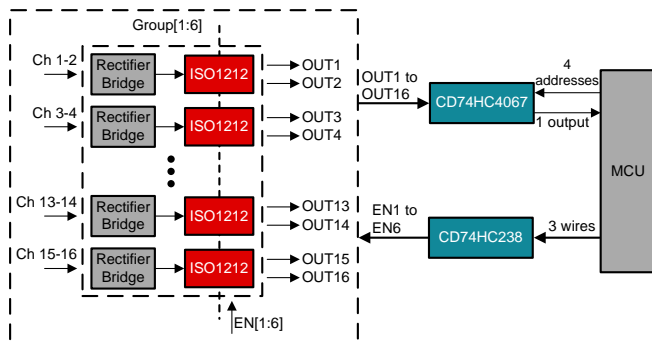 Group[1:6]
Ch 1-2
Rectifier
Bridge
ISO1212
OUT1
OUT2
Ch 3-4
Rectifier
Bridge
ISO1212
OUT3
OUT4
Ch 13-14
Rectifier
Bridge
ISO1212
OUT13
OUT14
Ch 15-16
Rectifier
Bridge
ISO1212
OUT15
OUT16
EN[1:6]
OUT1 to
OUT16
CD74HC4067
4
addresses
1 output
MCU
EN1 to
EN6
CD74HC238
3 wires